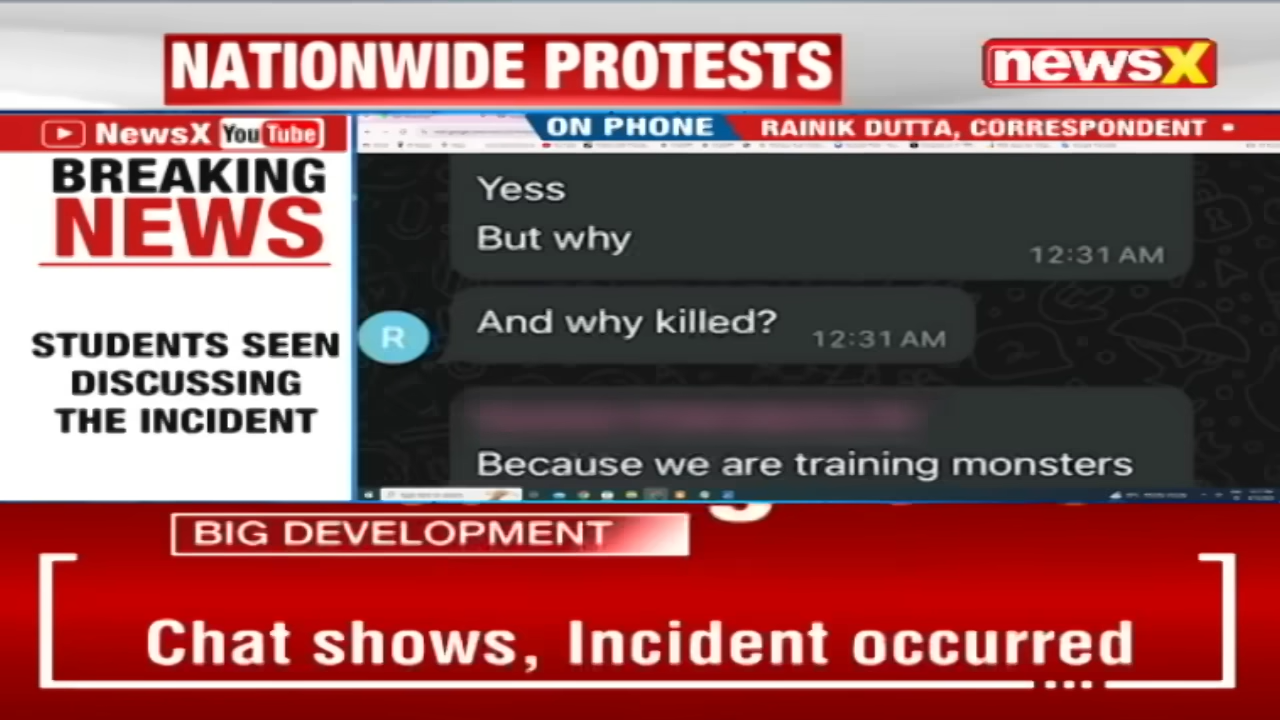 NATIONWIDE PROTESTS
newsX
NewsX YouTube
ON PHONE
RAINIK DUTTA, CORRESPONDENT
BREAKING
NEWS
STUDENTS SEEN
DISCUSSING
THE INCIDENT
Yess
But why
12:31 AM
R
And why killed?
12:31 AM
Because we are training monsters
BIG DEVELOPMENT
Chat shows, Incident occurred